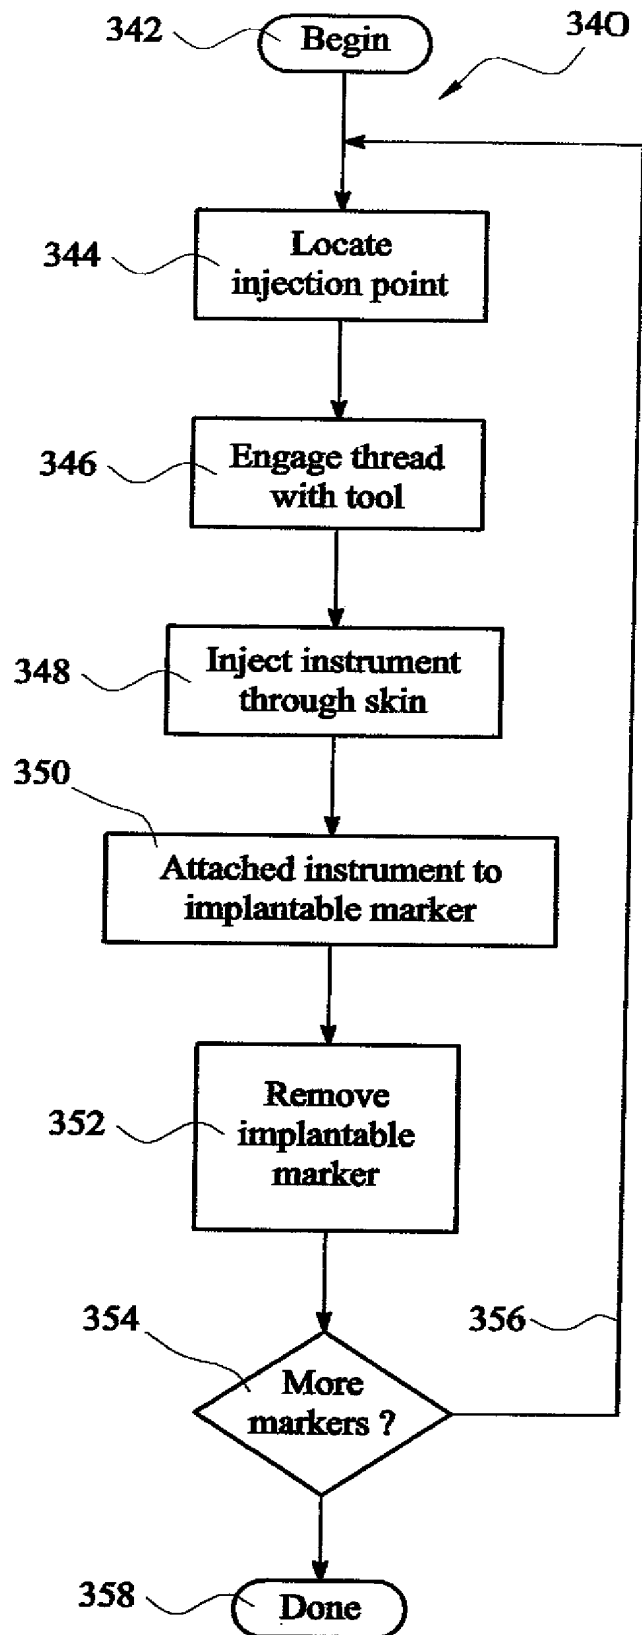 342
Begin
340
344
Locate
injection point
346
Engage thread
with tool
348
Inject instrument
through skin
350
Attached instrument to
implantable marker
352
Remove
implantable
marker
354
356
More
markers ?
358
Done